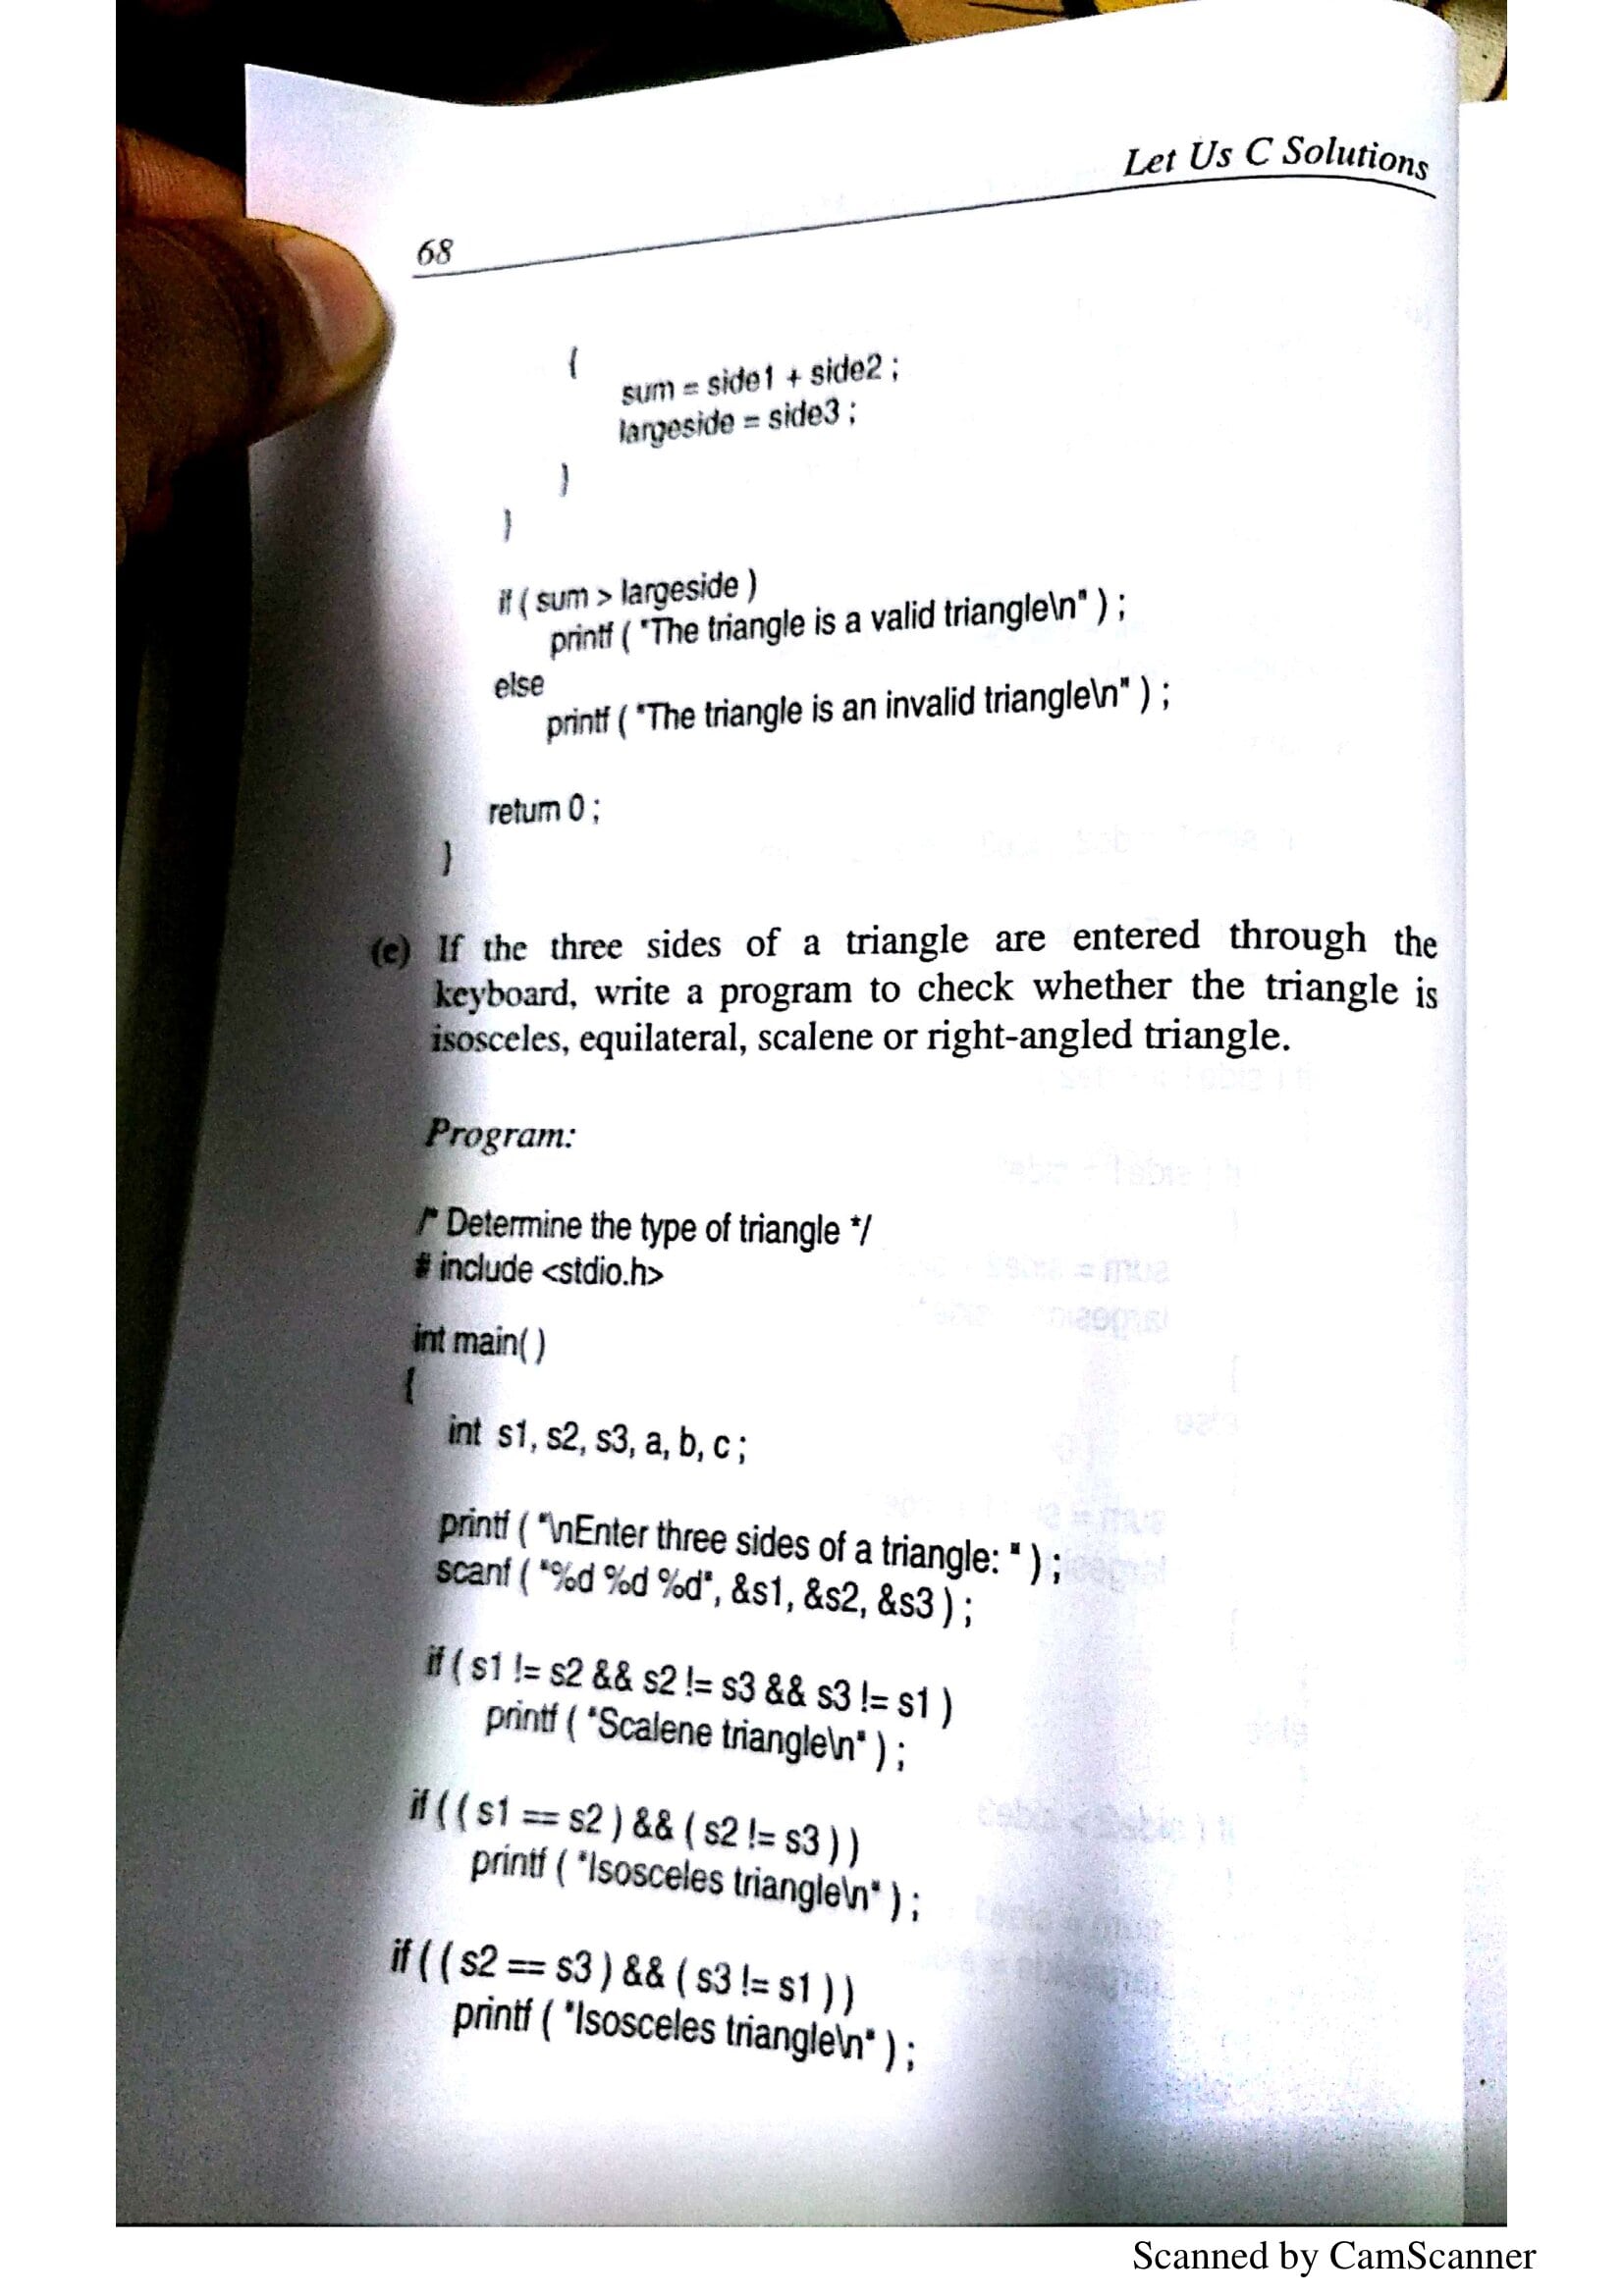 Let Us C Solutions
68
{
sum = side1 + side2 ;
largeside = side3 ;
}
}
if ( sum > largeside )
printf ( "The triangle is a valid triangle\n" ) ;
else
printf ( "The triangle is an invalid triangle\n" ) ;
return 0 ;
}
(e) If the three sides of a triangle are entered through the
keyboard, write a program to check whether the triangle is
isosceles, equilateral, scalene or right-angled triangle.
Program:
/* Determine the type of triangle */
# include <stdio.h>
int main( )
{
int s1, s2, s3, a, b, c ;
printf ( "\nEnter three sides of a triangle: " ) ;
scanf ( "%d %d %d", &s1, &s2, &s3 ) ;
if ( s1 != s2 && s2 != s3 && s3 != s1 )
printf ( "Scalene triangle\n" ) ;
if ( ( s1 == s2 ) && ( s2 != s3 ) )
printf ( "Isosceles triangle\n" ) ;
if ( ( s2 == s3 ) && ( s3 != s1 ) )
printf ( "Isosceles triangle\n" ) ;
Scanned by CamScanner